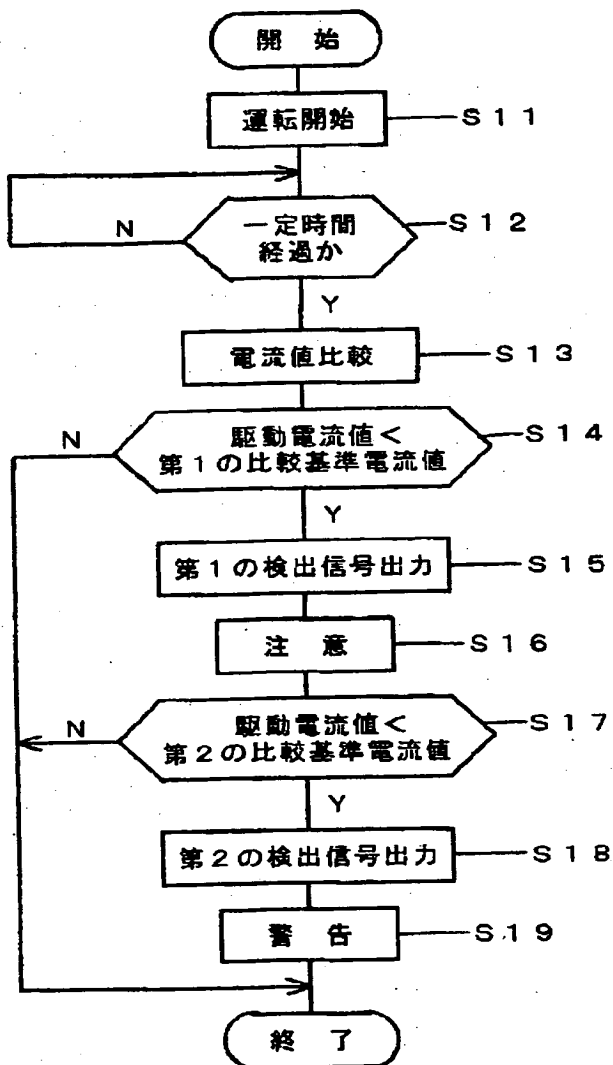 開 始
運転開始
S11
一定時間
経過か
S12
N
Y
電流値比較
S13
駆動電流値<
第1の比較基準電流値
S14
N
Y
第1の検出信号出力
S15
注 意
S16
駆動電流値<
第2の比較基準電流値
S17
N
Y
第2の検出信号出力
S18
警 告
S19
終 了